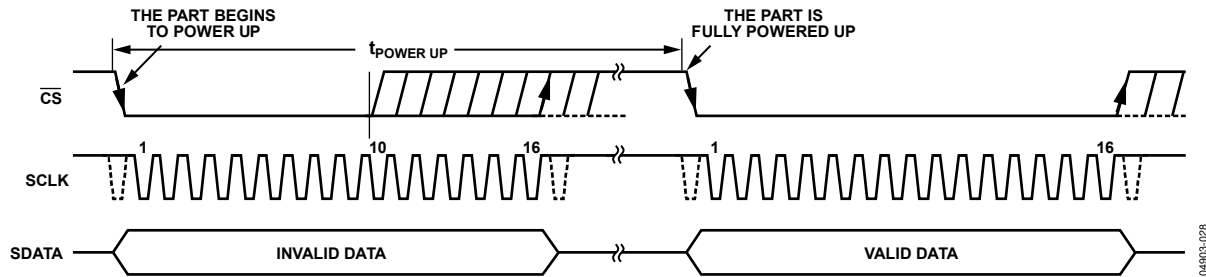 THE PART BEGINS
TO POWER UP
THE PART IS
FULLY POWERED UP
tPOWER UP
CS
1
10
16
1
16
SCLK
SDATA
INVALID DATA
VALID DATA
04903-028